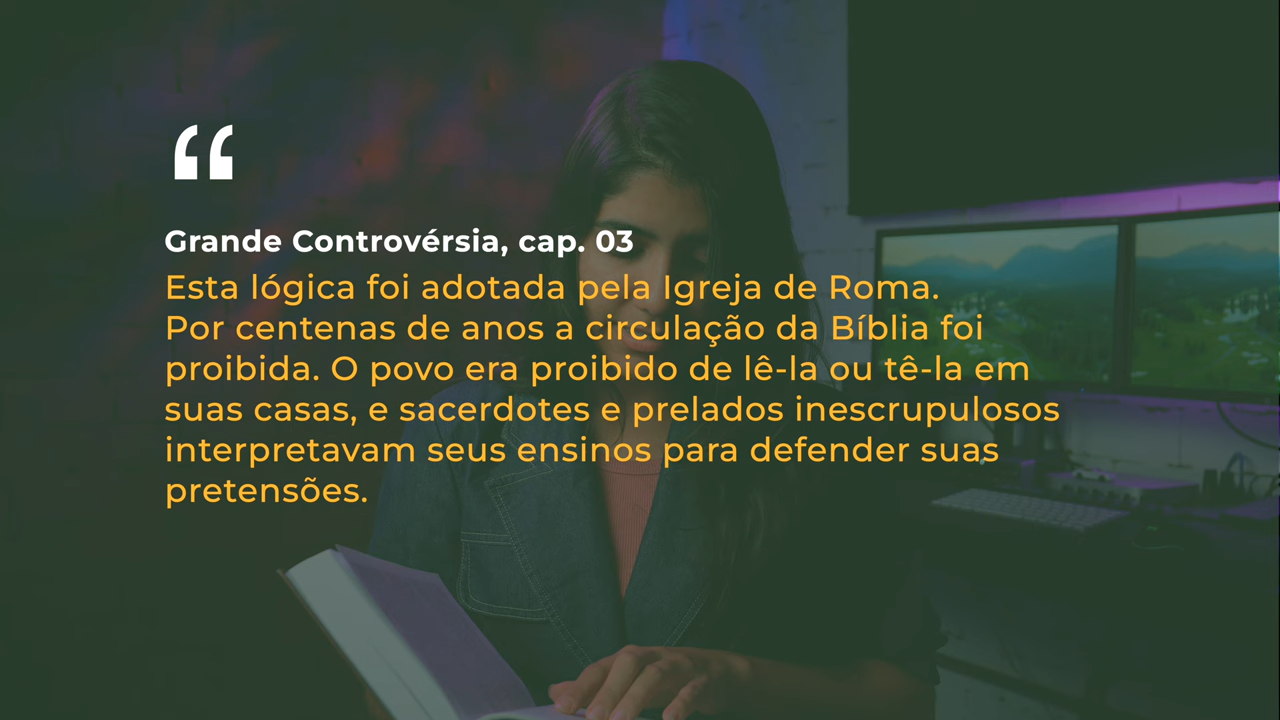 “
Grande Controvérsia, cap. 03
Esta lógica foi adotada pela Igreja de Roma.
Por centenas de anos a circulação da Bíblia foi
proibida. O povo era proibido de lê-la ou tê-la em
suas casas, e sacerdotes e prelados inescrupulosos
interpretavam seus ensinos para defender suas
pretensões.